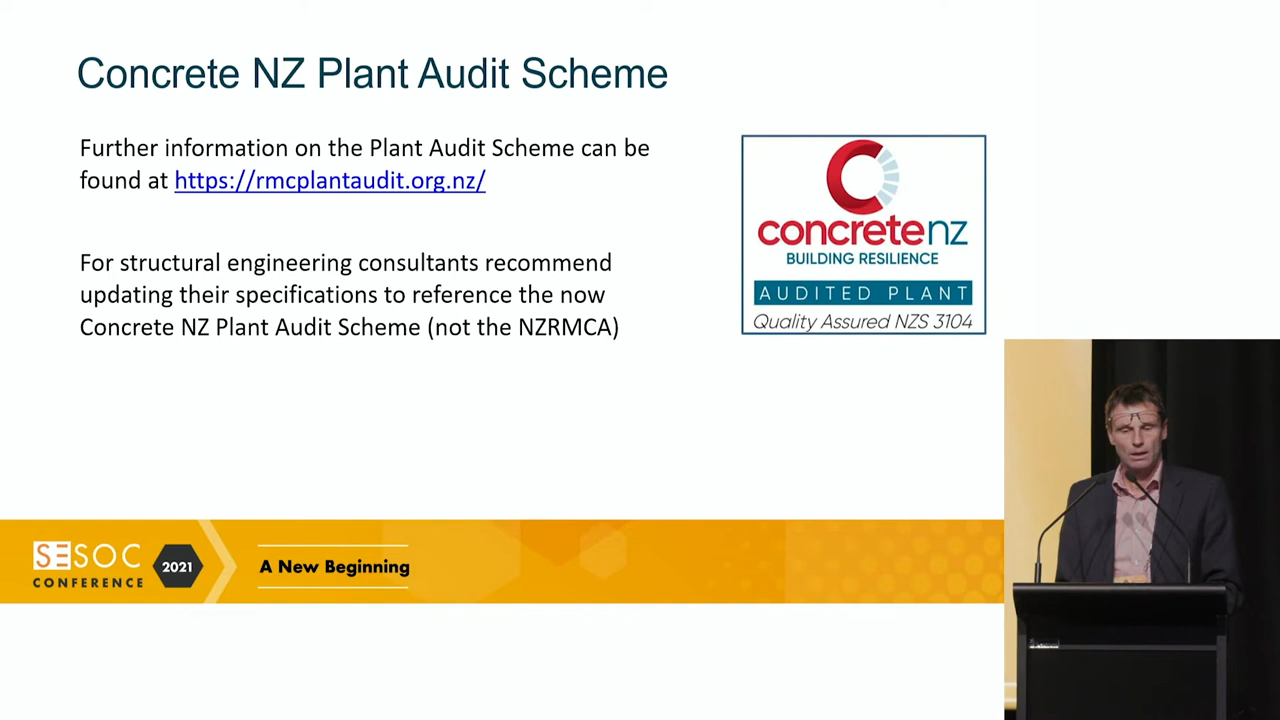 Concrete NZ Plant Audit Scheme
Further information on the Plant Audit Scheme can be
found at https://rmcplantaudit.org.nz/
For structural engineering consultants recommend
updating their specifications to reference the now
Concrete NZ Plant Audit Scheme (not the NZRMCA)
concretenz
BUILDING RESILIENCE
AUDITED PLANT
Quality Assured NZS 3104
SESOC
CONFERENCE
2021
A New Beginning